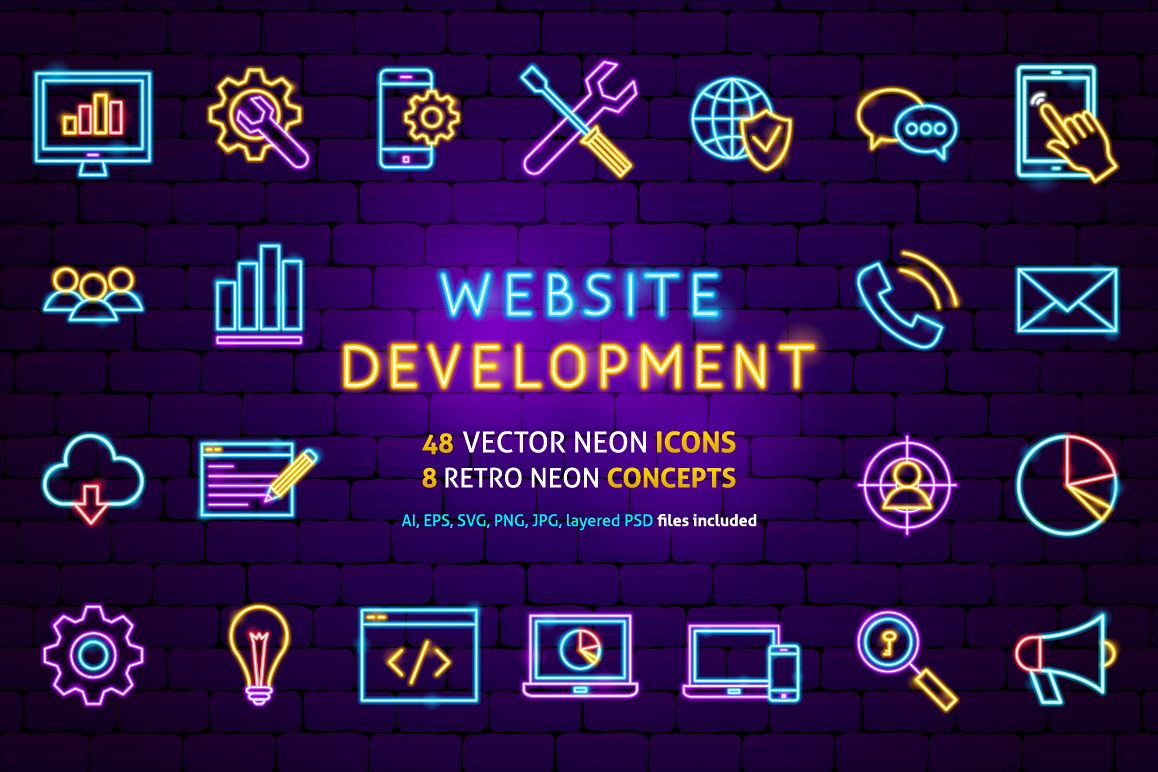 WEBSITE
DEVELOPMENT
48 VECTOR NEON ICONS
8 RETRO NEON CONCEPTS
AI, EPS, SVG, PNG, JPG, layered PSD files included